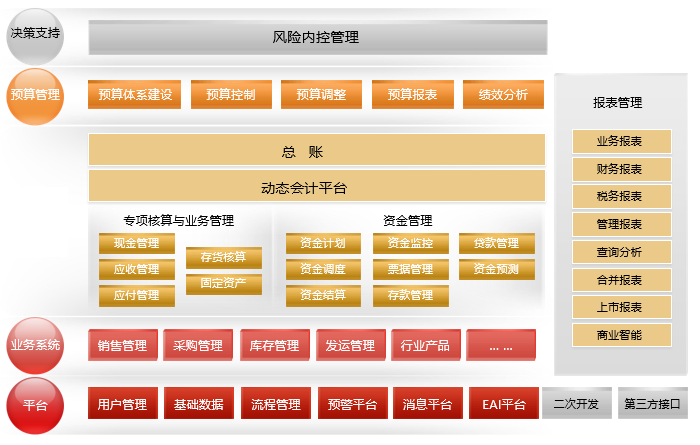 决策支持
风险内控管理
预算管理
预算体系建设
预算控制
预算调整
预算报表
绩效分析
总 账
动态会计平台
专项核算与业务管理
现金管理
应收管理
应付管理
存货核算
固定资产
资金管理
资金计划
资金监控
贷款管理
资金调度
票据管理
资金预测
资金结算
存款管理
业务系统
销售管理
采购管理
库存管理
发运管理
行业产品
... ...
平台
用户管理
基础数据
流程管理
预警平台
消息平台
EAI平台
二次开发
第三方接口
报表管理
业务报表
财务报表
税务报表
管理报表
查询分析
合并报表
上市报表
商业智能